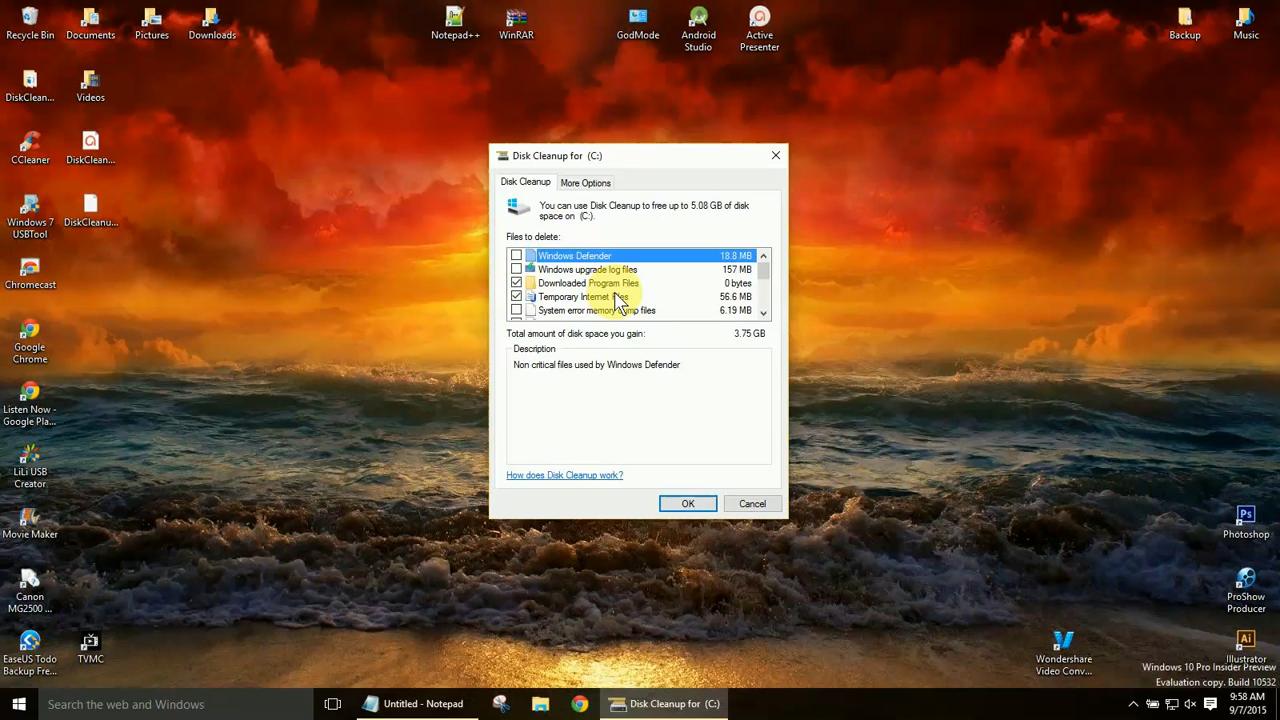 Recycle Bin
Documents
Pictures
Downloads
Notepad++
WinRAR
GodMode
Android
Studio
Active
Presenter
Backup
Music
DiskClean...
Videos
CCleaner
DiskClean...
Windows 7
USBTool
DiskCleanu...
Chromecast
Google
Chrome
Listen Now -
Google Pla...
LiLi USB
Creator
Movie Maker
Canon
MG2500 ...
EaseUS Todo
Backup Fre...
TVMC
Disk Cleanup for (C:)
Disk Cleanup
More Options
You can use Disk Cleanup to free up to 5.08 GB of disk
space on (C:).
Files to delete:
Windows Defender 18.8 MB
Windows upgrade log files 157 MB
Downloaded Program Files 0 bytes
Temporary Internet Files 56.6 MB
System error memory dump files 6.19 MB
Total amount of disk space you gain: 3.75 GB
Description
Non critical files used by Windows Defender
How does Disk Cleanup work?
OK
Cancel
Ps
Photoshop
ProShow
Producer
Wondershare
Video Conv...
Ai
Illustrator
Windows 10 Pro Insider Preview
Evaluation copy. Build 10532
Search the web and Windows
Untitled - Notepad
Disk Cleanup for (C:)
9:58 AM
9/7/2015